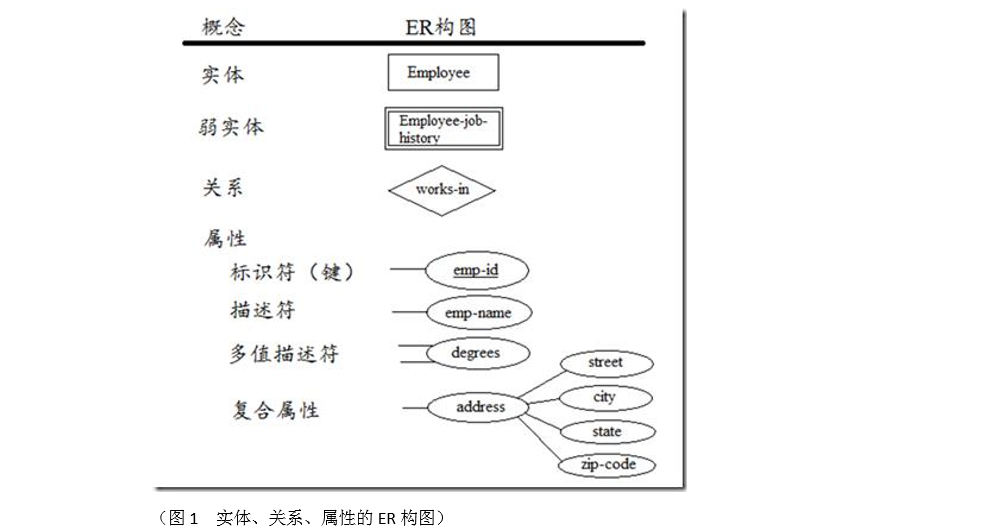 概念 ER构图
实体 Employee
弱实体 Employee-job-
history
关系 works-in
属性
标识符（键） emp-id
描述符 emp-name
多值描述符 degrees
street
city
复合属性 address
state
zip-code
（图1 实体、关系、属性的ER构图）